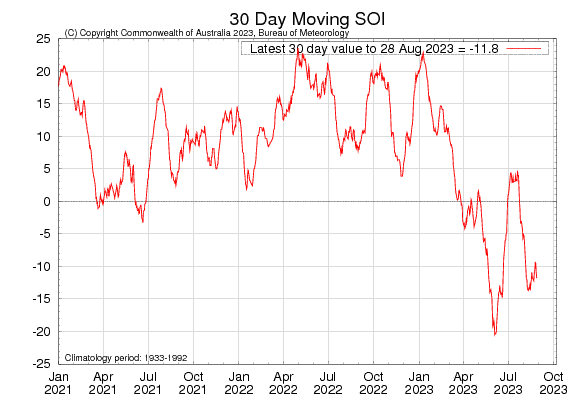 30 Day Moving SOI
(C) Copyright Commonwealth of Australia 2023, Bureau of Meteorology
Latest 30 day value to 28 Aug 2023 = -11.8
25
20
15
10
5
0
-5
-10
-15
-20
-25
Climatology period: 1933-1992
Jan Apr Jul Oct Jan Apr Jul Oct Jan Apr Jul Oct
2021 2021 2021 2021 2022 2022 2022 2022 2023 2023 2023 2023